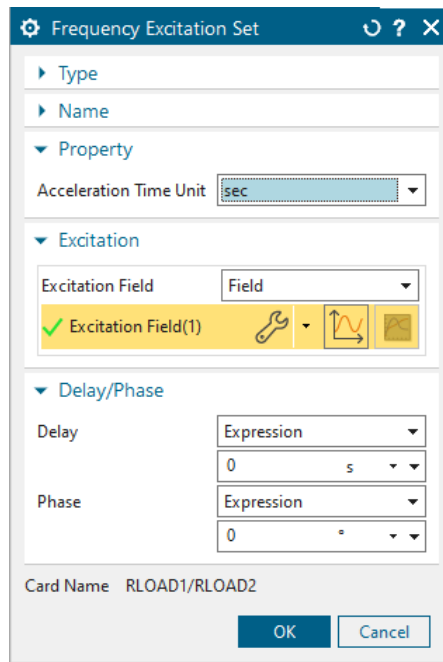 Frequency Excitation Set ?
Type
Name
Property
Acceleration Time Unit sec
Excitation
Excitation Field Field
Excitation Field(1)
Delay/Phase
Delay Expression
0 s
Phase Expression
0 °
Card Name RLOAD1/RLOAD2
OK Cancel